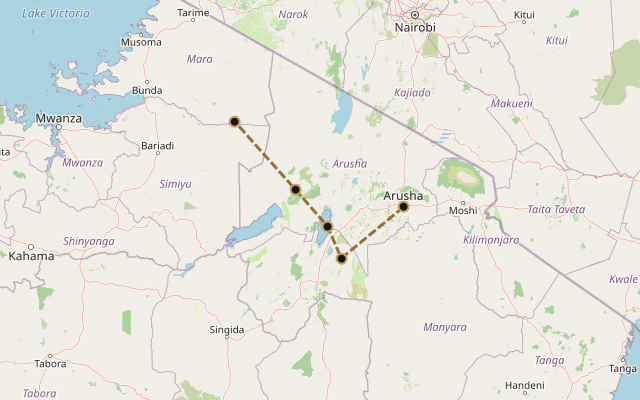 Lake Victoria
Tarime
Narok
Nairobi
Kitui
Musoma
Kitui
Mara
Bunda
Kajiado
Makueni
Mwanza
ita
Bariadi
Mwanza
Arusha
Simiyu
Arusha
Moshi
Taita Taveta
Shinyanga
Kilimanjaro
Kahama
Kwale
Singida
Manyara
Tabora
Tanga
Tanga
Tabora
Handeni